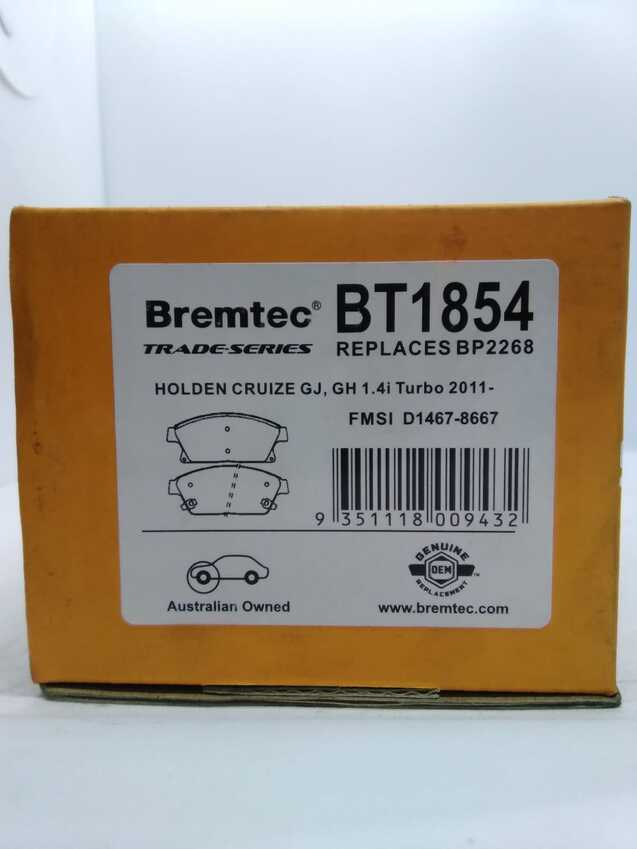 Bremtec®
TRADE-SERIES
BT1854
REPLACES BP2268
HOLDEN CRUIZE GJ, GH 1.4i Turbo 2011-
FMSI D1467-8667
9 351118 009432
Australian Owned
GENUINE
OEM
REPLACEMENT™
www.bremtec.com